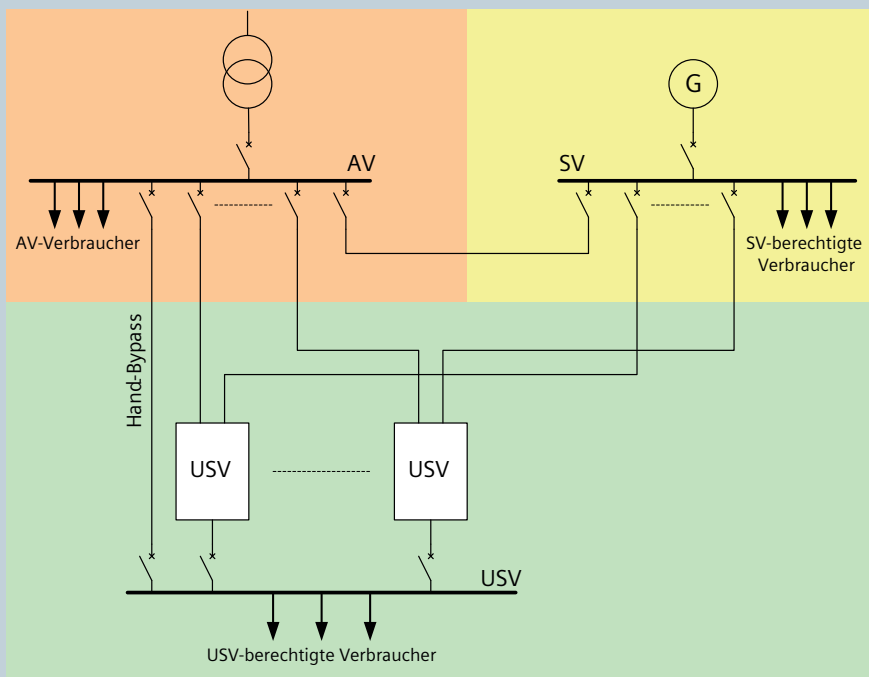 G
AV
SV
AV-Verbraucher
SV-berechtigte
Verbraucher
Hand-Bypass
USV
USV
USV
USV-berechtigte Verbraucher